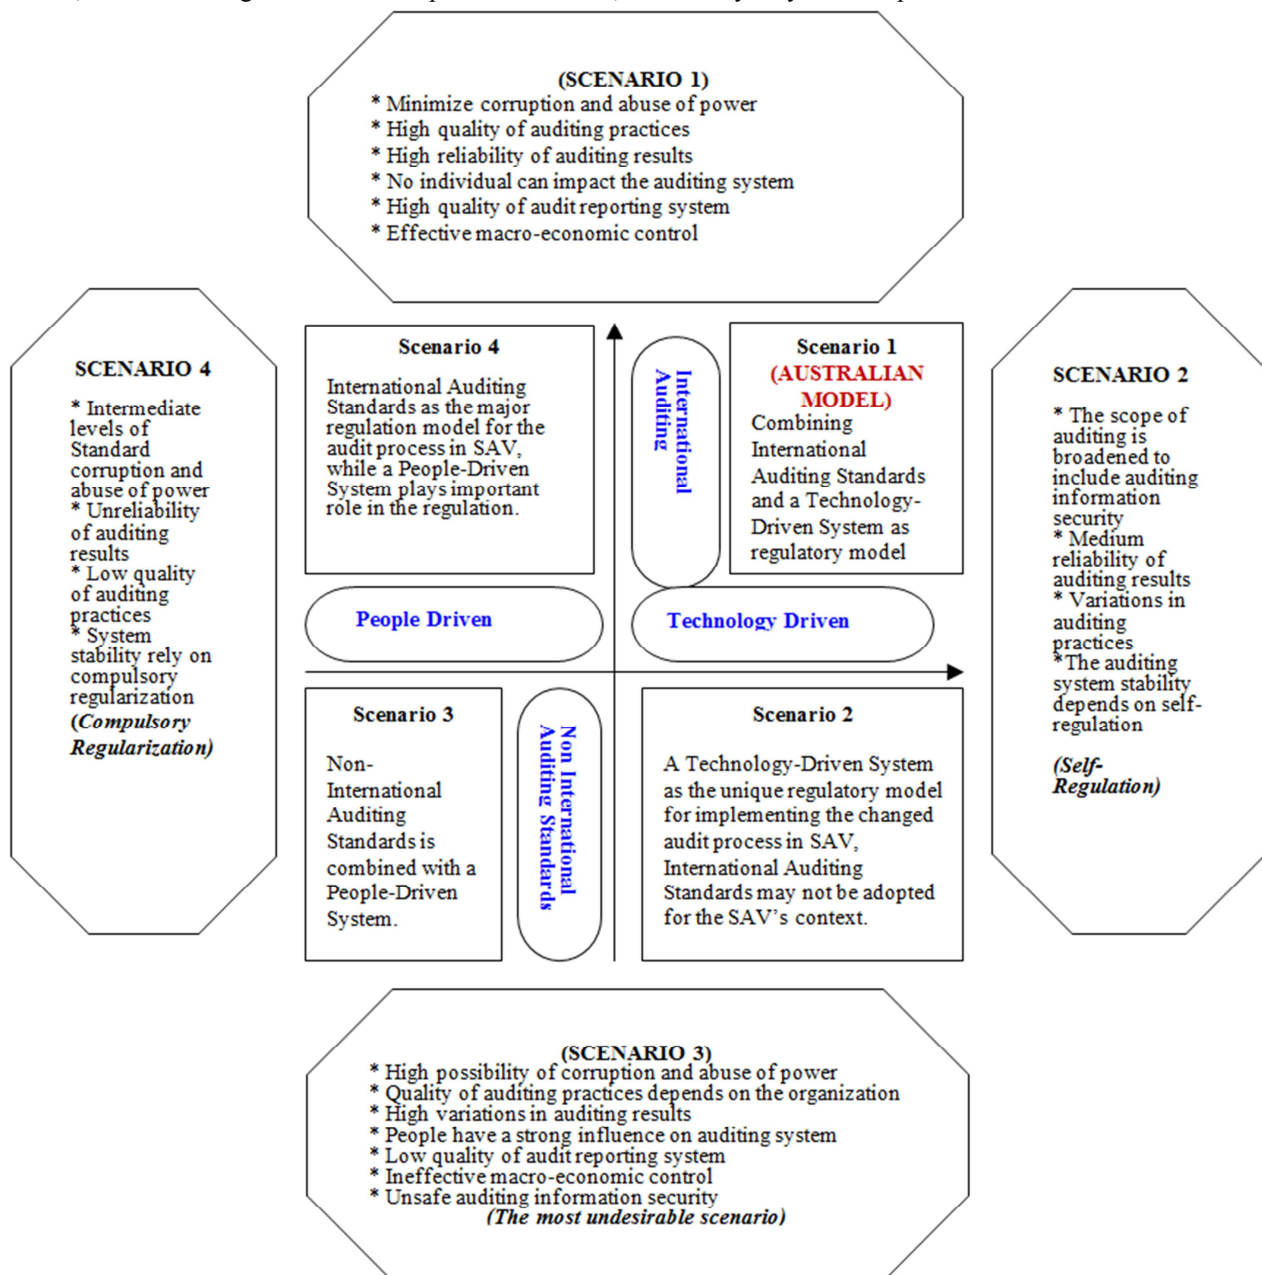 (SCENARIO 1)
* Minimize corruption and abuse of power
* High quality of auditing practices
* High reliability of auditing results
* No individual can impact the auditing system
* High quality of audit reporting system
* Effective macro-economic control
SCENARIO 4
* Intermediate
levels of
Standard
corruption and
abuse of power
* Unreliability
of auditing
results
* Low quality
of auditing
practices
* System
stability rely on
compulsory
regularization
(Compulsory
Regularization)
Scenario 4
International Auditing
Standards as the major
regulation model for the
audit process in SAV,
while a People-Driven
System plays important
role in the regulation.
International
Auditing
Scenario 1
(AUSTRALIAN
MODEL)
Combining
International
Auditing Standards
and a Technology-
Driven System as
regulatory model
SCENARIO 2
* The scope of
auditing is
broadened to
include auditing
information
security
* Medium
reliability of
auditing results
* Variations in
auditing
practices
*The auditing
system stability
depends on self-
regulation
(Self-
Regulation)
People Driven
Technology Driven
Scenario 3
Non-
International
Auditing
Standards is
combined with a
People-Driven
System.
Non International
Auditing Standards
Scenario 2
A Technology-Driven System
as the unique regulatory model
for implementing the changed
audit process in SAV,
International Auditing
Standards may not be adopted
for the SAV's context.
(SCENARIO 3)
* High possibility of corruption and abuse of power
* Quality of auditing practices depends on the organization
* High variations in auditing results
* People have a strong influence on auditing system
* Low quality of audit reporting system
* Ineffective macro-economic control
* Unsafe auditing information security
(The most undesirable scenario)